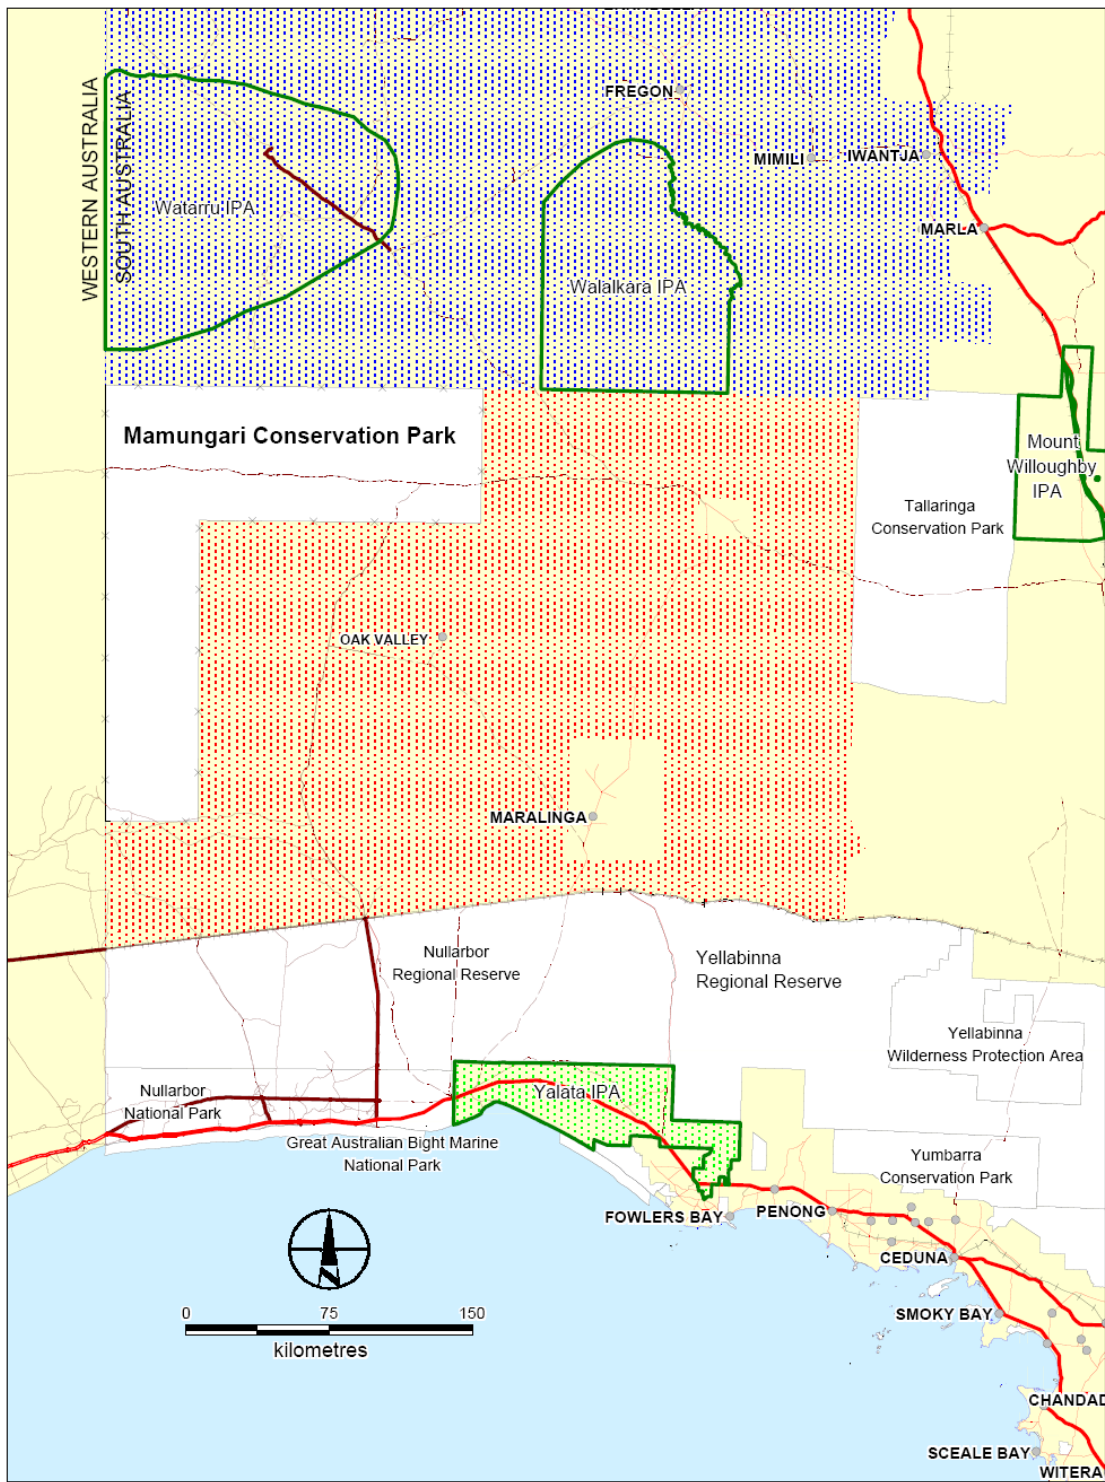 FREGON
MIMILI
IWANTJA
WESTERN AUSTRALIA
SOUTH AUSTRALIA
Watarru IPA
MARLA
Walalkara IPA
Mamungari Conservation Park
Mount
Willoughby
IPA
Tallaringa
Conservation Park
OAK VALLEY
MARALINGA
Nullarbor
Regional Reserve
Yellabinna
Regional Reserve
Yellabinna
Wilderness Protection Area
Nullarbor
National Park
Yalata IPA
Great Australian Bight Marine
National Park
Yumbarra
Conservation Park
FOWLERS BAY
PENONG
CEDUNA
N
0 75 150
kilometres
SMOKY BAY
CHANDAD
SCEALE BAY
WITERA